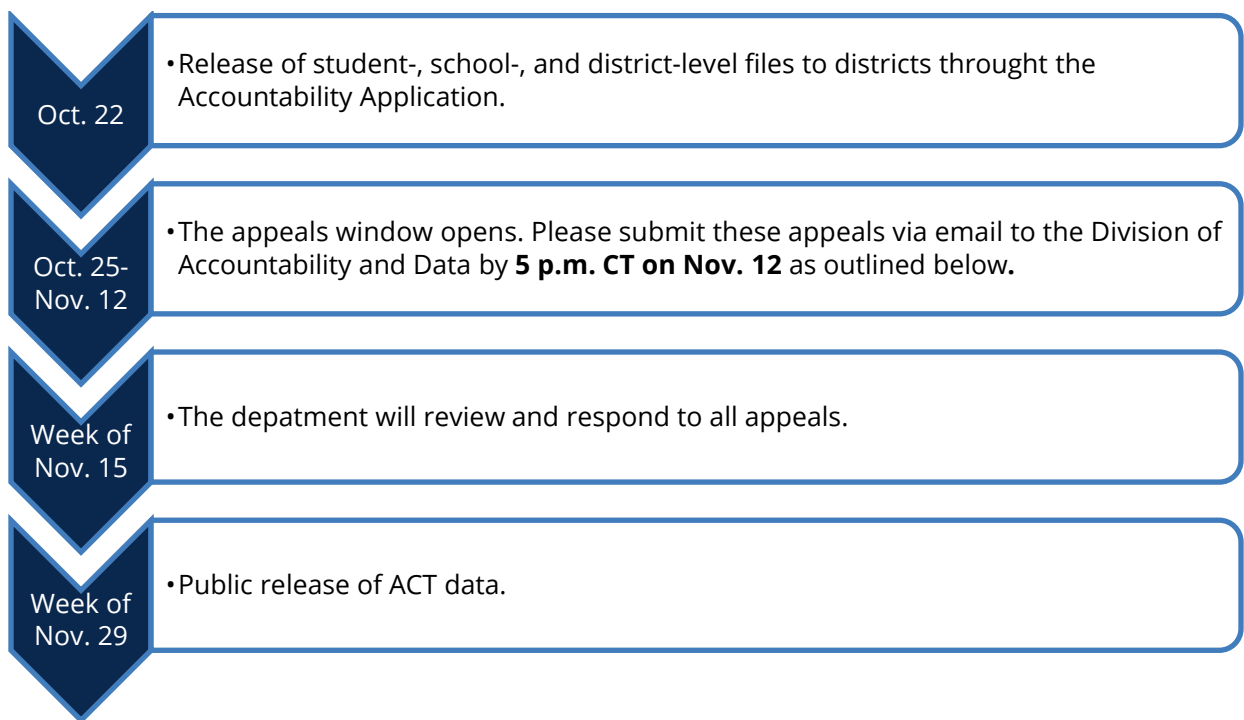 Oct. 22
•Release of student-, school-, and district-level files to districts throught the
Accountability Application.
Oct. 25-
Nov. 12
•The appeals window opens. Please submit these appeals via email to the Division of
Accountability and Data by 5 p.m. CT on Nov. 12 as outlined below.
Week of
Nov. 15
•The depatment will review and respond to all appeals.
Week of
Nov. 29
•Public release of ACT data.